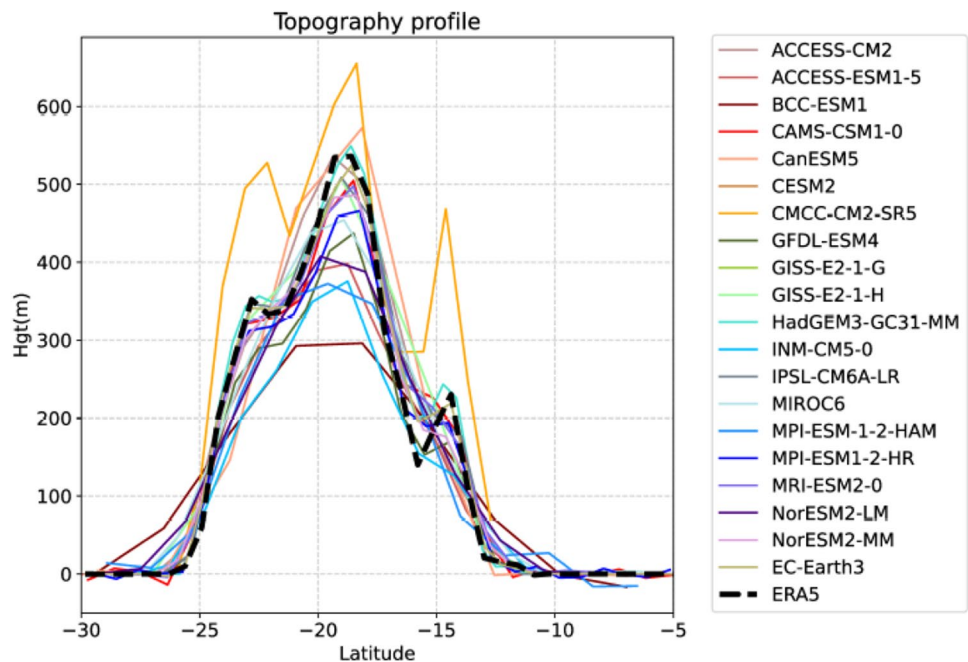 Topography profile
Hgt(m)
600
500
400
300
200
100
0
−30
−25
−20
−15
−10
−5
Latitude
ACCESS-CM2
ACCESS-ESM1-5
BCC-ESM1
CAMS-CSM1-0
CanESM5
CESM2
CMCC-CM2-SR5
GFDL-ESM4
GISS-E2-1-G
GISS-E2-1-H
HadGEM3-GC31-MM
INM-CM5-0
IPSL-CM6A-LR
MIROC6
MPI-ESM-1-2-HAM
MPI-ESM1-2-HR
MRI-ESM2-0
NorESM2-LM
NorESM2-MM
EC-Earth3
ERA5